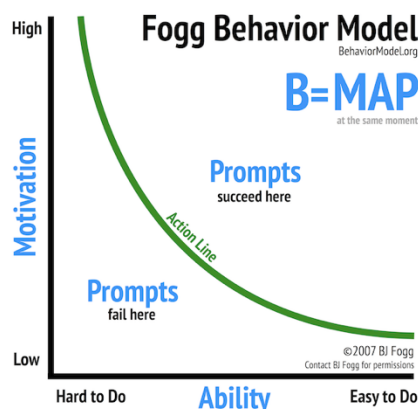 High
Fogg Behavior Model
BehaviorModel.org
B=MAP
at the same moment
Motivation
Prompts
succeed here
Action Line
Prompts
fail here
©2007 BJ Fogg
Contact BJ Fogg for permissions
Low
Hard to Do
Ability
Easy to Do